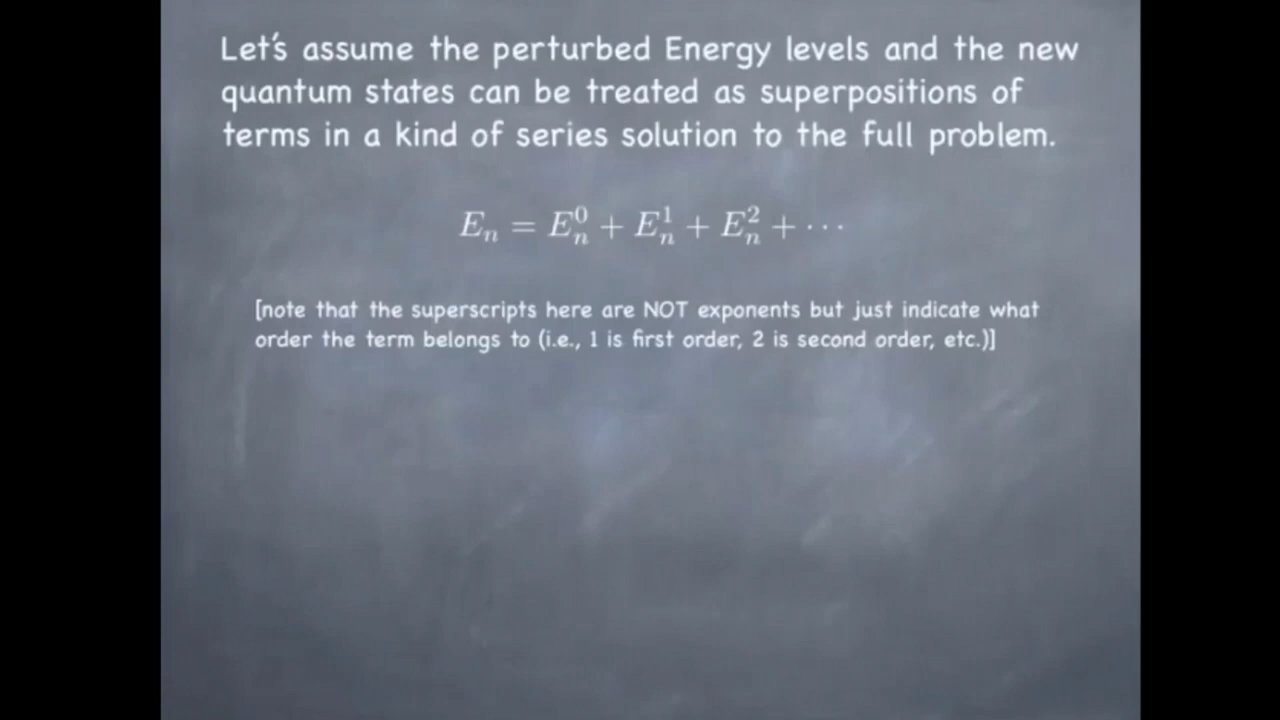 Let's assume the perturbed Energy levels and the new
quantum states can be treated as superpositions of
terms in a kind of series solution to the full problem.
$E_n = E_n^0 + E_n^1 + E_n^2 + \cdots$
[note that the superscripts here are NOT exponents but just indicate what
order the term belongs to (i.e., 1 is first order, 2 is second order, etc.)]